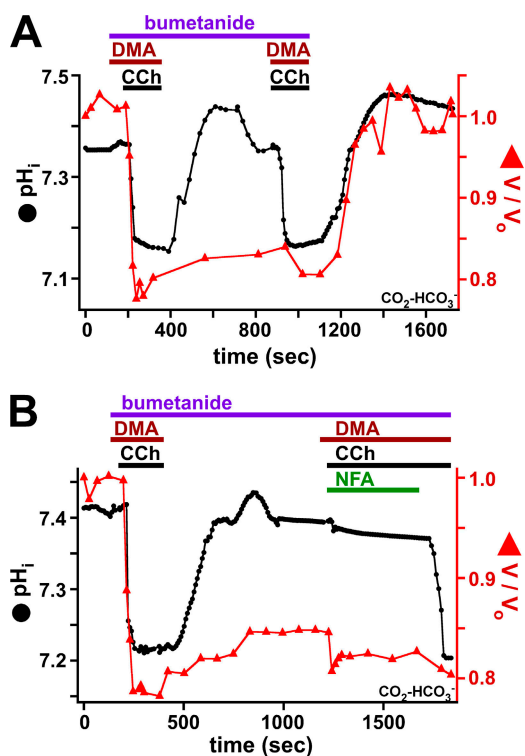 A
bumetanide
DMA
DMA
CCh
CCh
7.5
7.3
7.1
● pHi
1.0
0.9
0.8
▲ V / Vo
CO2-HCO3-
0
400
800
1200
1600
time (sec)
B
bumetanide
DMA
DMA
CCh
CCh
NFA
7.4
7.3
7.2
● pHi
1.0
0.9
0.8
▲ V / Vo
CO2-HCO3-
0
500
1000
1500
time (sec)